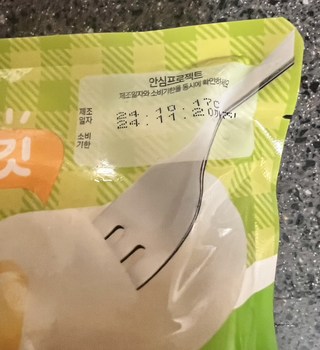 안심프로젝트
제조일자와 소비기한을 동시에 확인하세요
제조
일자
24.10.17
소비
기한
24.11.20
킷